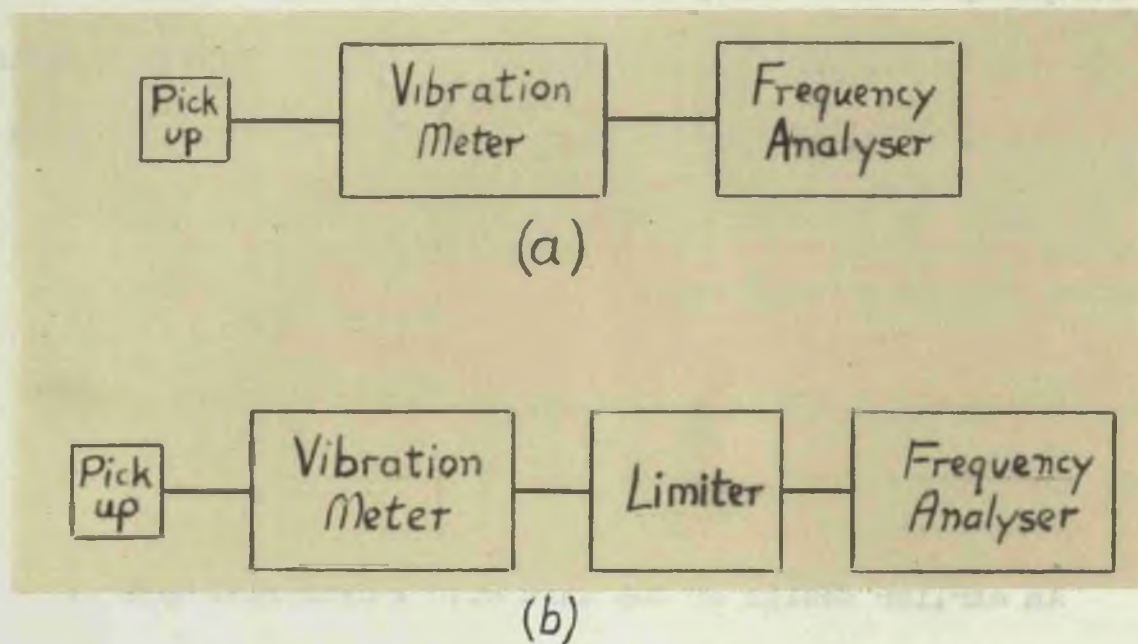 Pick up
Vibration Meter
Frequency Analyser
(a)
Pick up
Vibration Meter
Limiter
Frequency Analyser
(b)